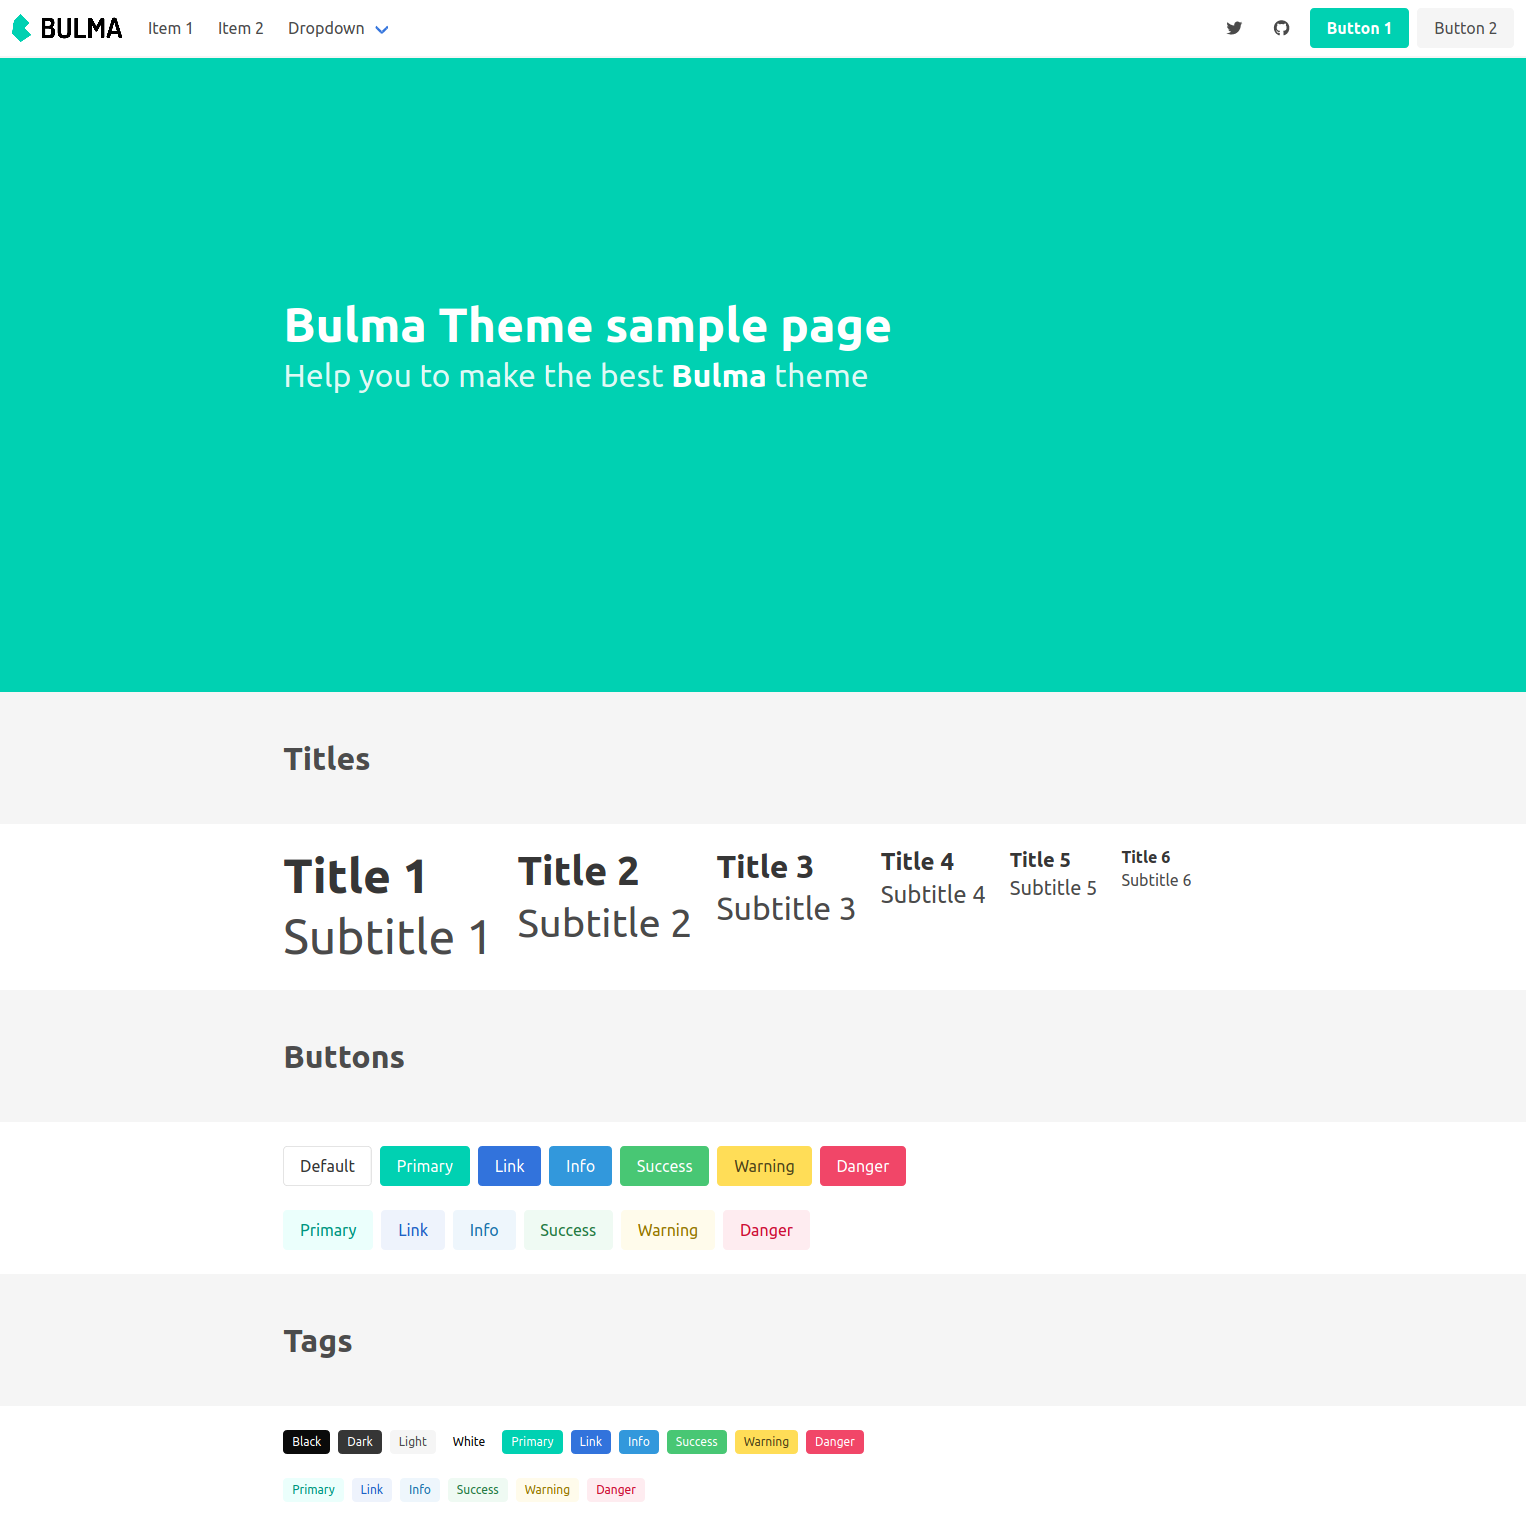 BULMA Item 1 Item 2 Dropdown Button 1 Button 2
Bulma Theme sample page
Help you to make the best Bulma theme
Titles
Title 1 Title 2 Title 3 Title 4 Title 5 Title 6
Subtitle 1 Subtitle 2 Subtitle 3 Subtitle 4 Subtitle 5 Subtitle 6
Buttons
Default Primary Link Info Success Warning Danger
Primary Link Info Success Warning Danger
Tags
Black Dark Light White Primary Link Info Success Warning Danger
Primary Link Info Success Warning Danger